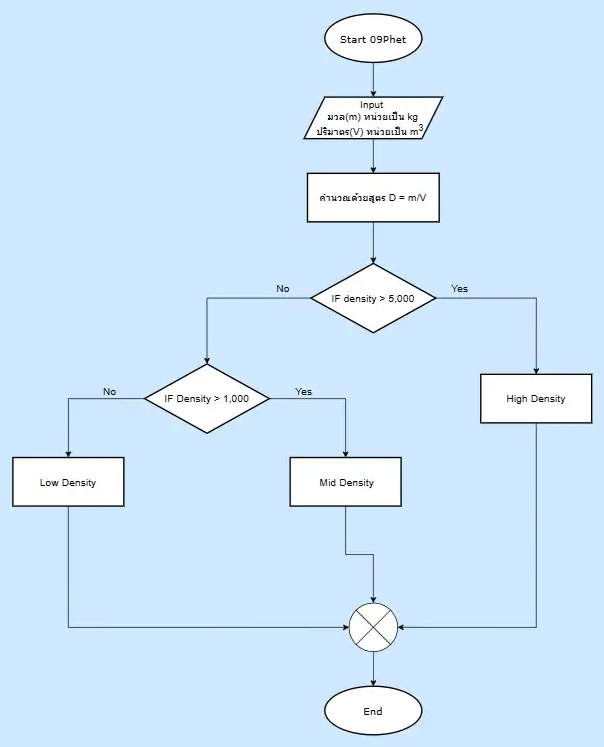 Start 09Phet
Input
มวล(m) หน่วยเป็น kg
ปริมาตร(V) หน่วยเป็น m³
คำนวณด้วยสูตร D = m/V
IF density > 5,000
No
Yes
IF Density > 1,000
No
Yes
High Density
Low Density
Mid Density
End